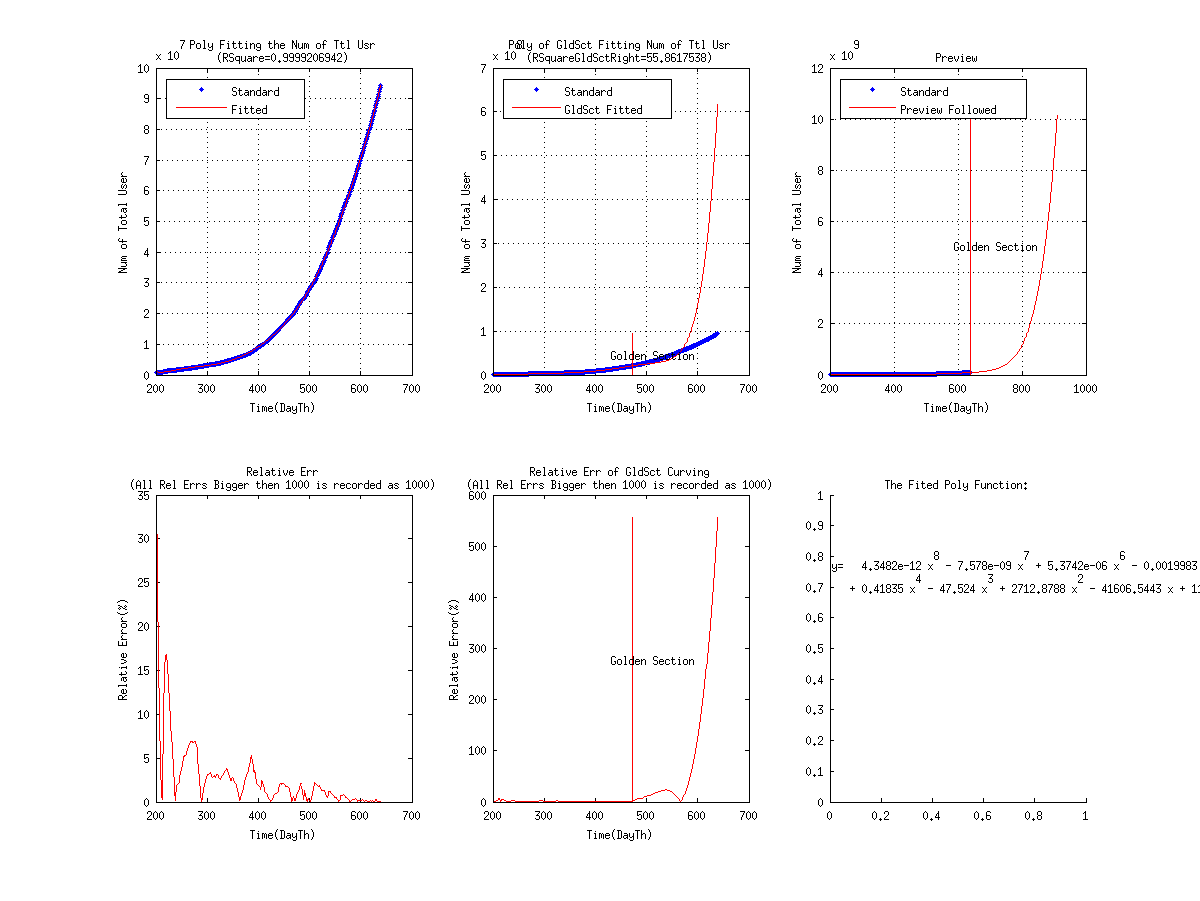 7 Poly Fitting the Num of Ttl Usr
(RSquare=0.9999206942)
x 10
10
9
8
7
6
5
4
3
2
1
0
Num of Total User
Standard
Fitted
200 300 400 500 600 700
Time(DayTh)
Poly of GldSct Fitting Num of Ttl Usr
(RSquareGldSctRight=55.8617538)
x 10
7
6
5
4
3
2
1
0
Num of Total User
Standard
GldSct Fitted
Golden Section
200 300 400 500 600 700
Time(DayTh)
9
x 10
Preview
12
10
8
6
4
2
0
Num of Total User
Standard
Preview Followed
Golden Section
200 400 600 800 1000
Time(DayTh)
Relative Err
(All Rel Errs Bigger then 1000 is recorded as 1000)
35
30
25
20
15
10
5
0
Relative Error(%)
200 300 400 500 600 700
Time(DayTh)
Relative Err of GldSct Curving
(All Rel Errs Bigger then 1000 is recorded as 1000)
600
500
400
300
200
100
0
Relative Error(%)
Golden Section
200 300 400 500 600 700
Time(DayTh)
The Fited Poly Function:
1
0.9
0.8
0.7
0.6
0.5
0.4
0.3
0.2
0.1
0
y= 4.3482e-12 x^8 - 7.578e-09 x^7 + 5.3742e-06 x^6 - 0.0019983
+ 0.41835 x^4 - 47.524 x^3 + 2712.8788 x^2 - 41606.5443 x + 11
0 0.2 0.4 0.6 0.8 1